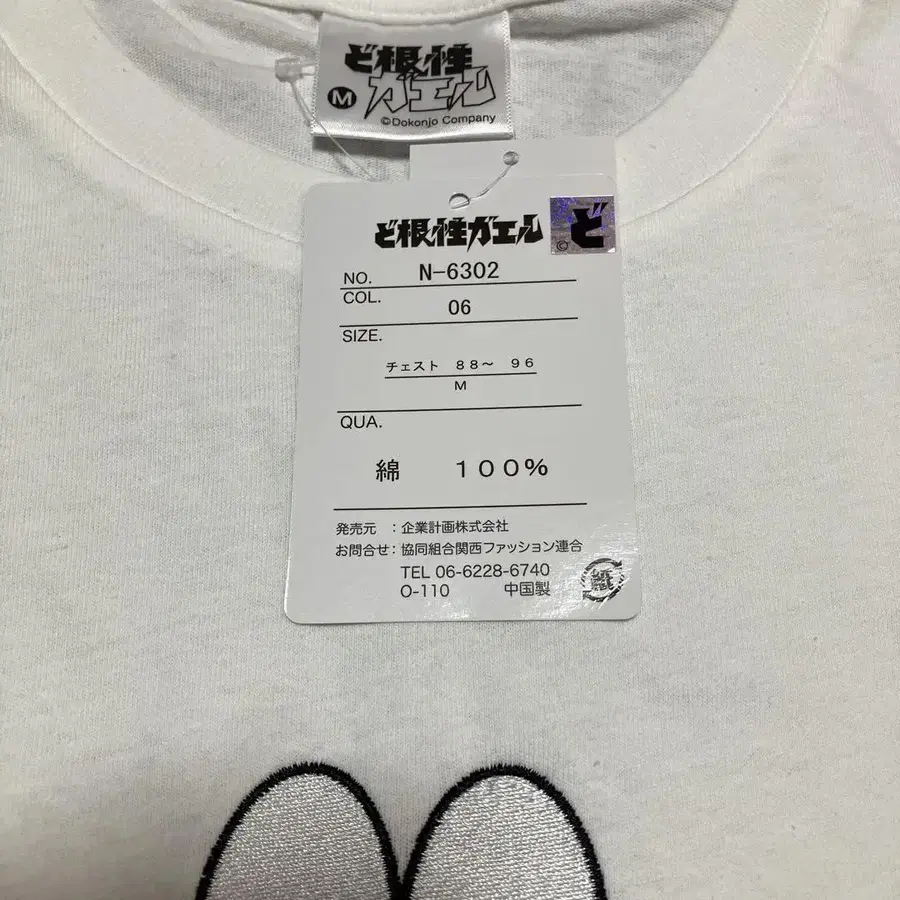 ど根性
ガエル
M
©Dokonjo Company
ど根性ガエル
© ど
NO. N-6302
COL. 06
SIZE.
チェスト 88～ 96
M
QUA.
綿 100%
発売元 ：企業計画株式会社
お問合せ：協同組合関西ファッション連合
TEL 06-6228-6740
O-110 中国製
紙